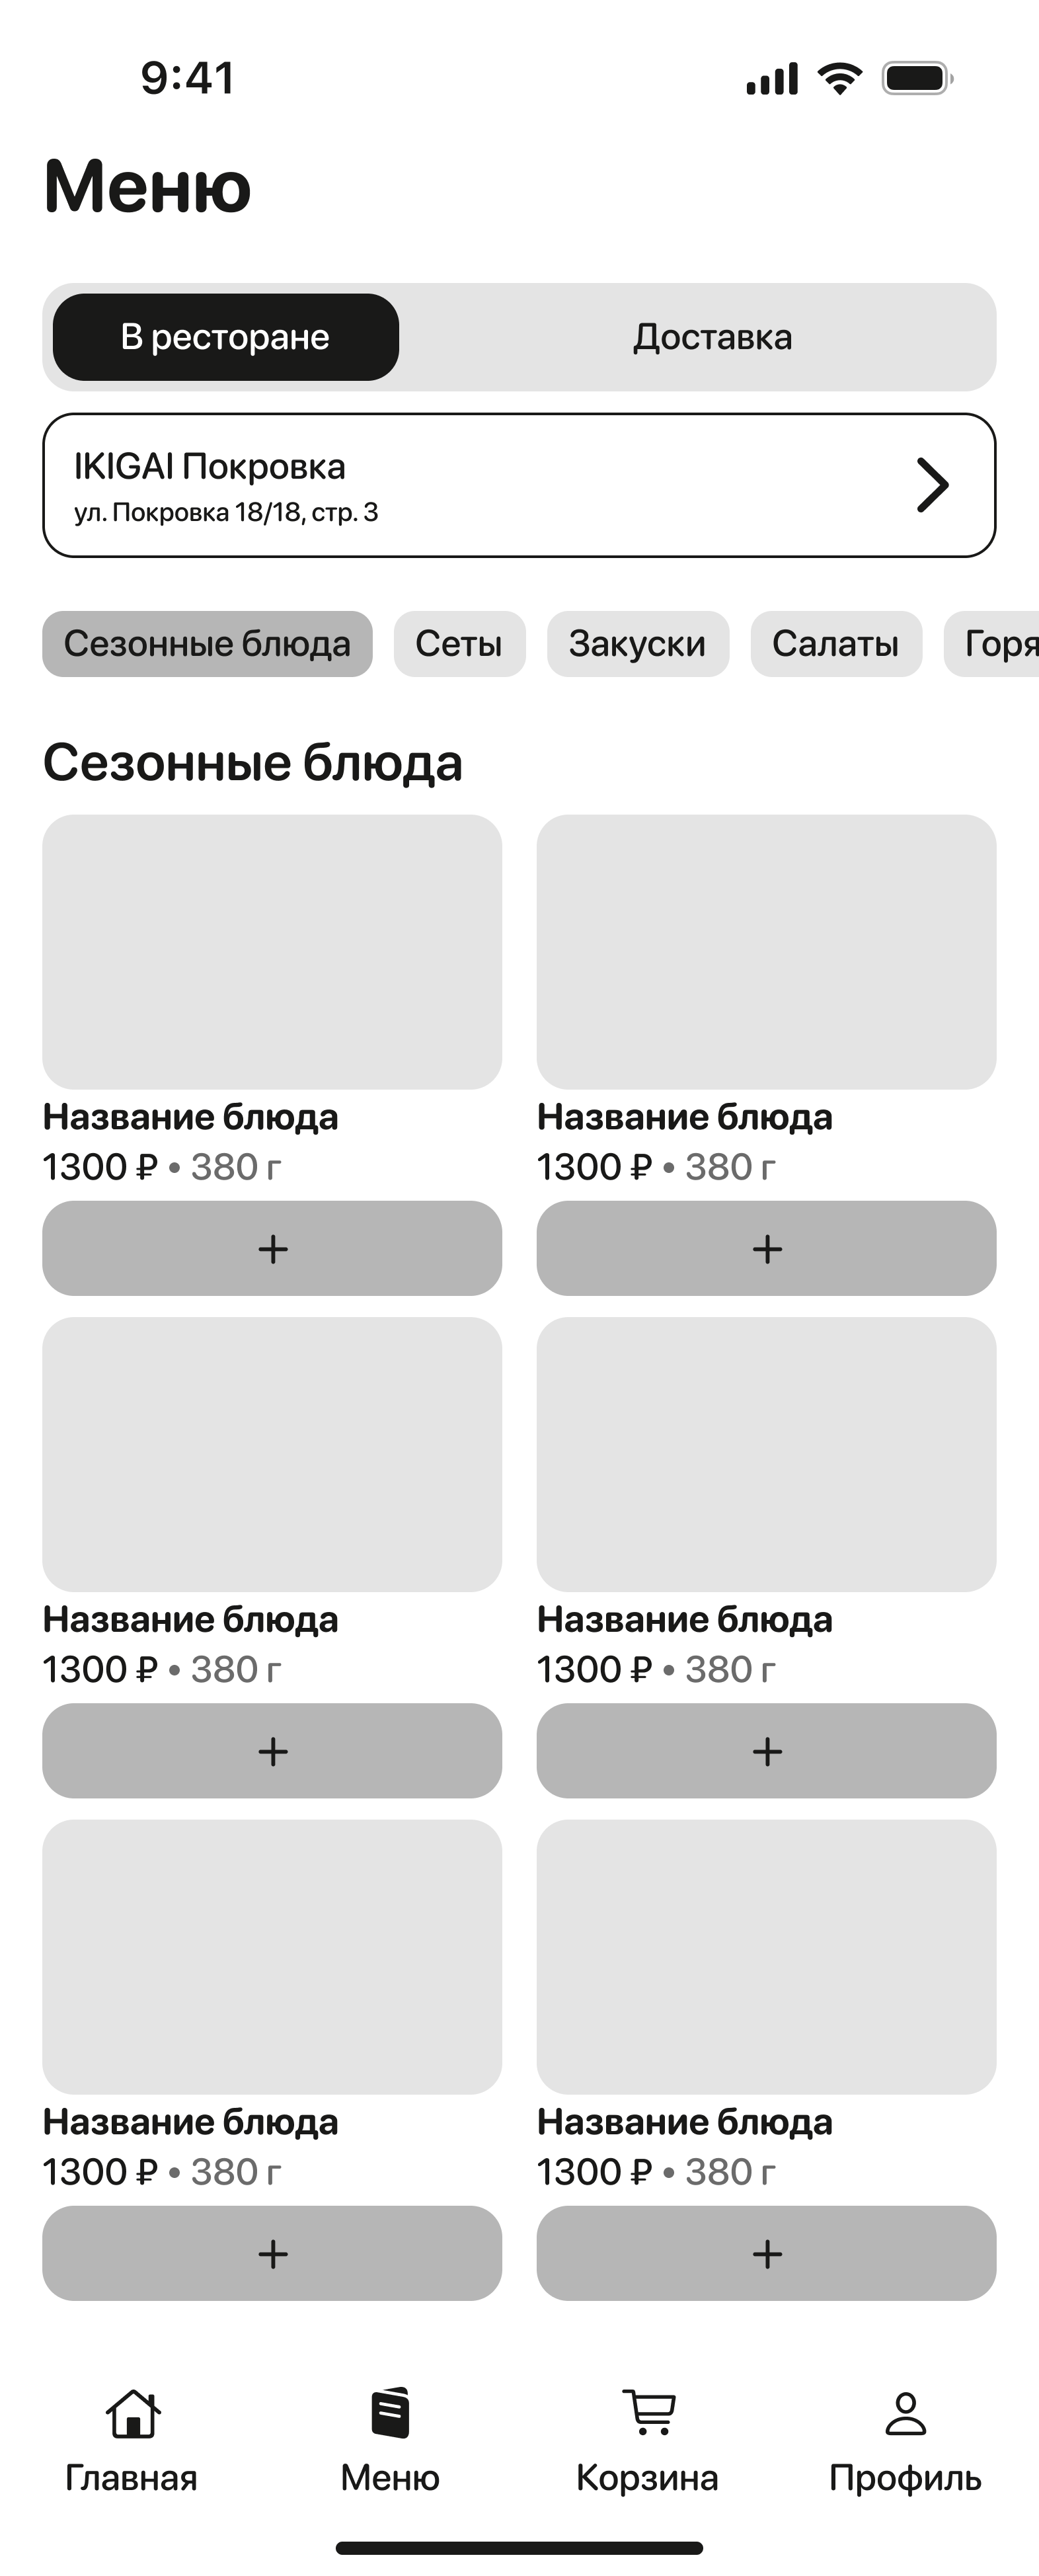 9:41
Меню
В ресторане Доставка
IKIGAI Покровка
ул. Покровка 18/18, стр. 3
Сезонные блюда Сеты Закуски Салаты Горя
Сезонные блюда
Название блюда Название блюда
1300 ₽ • 380 г 1300 ₽ • 380 г
+ +
Название блюда Название блюда
1300 ₽ • 380 г 1300 ₽ • 380 г
+ +
Название блюда Название блюда
1300 ₽ • 380 г 1300 ₽ • 380 г
+ +
Главная Меню Корзина Профиль